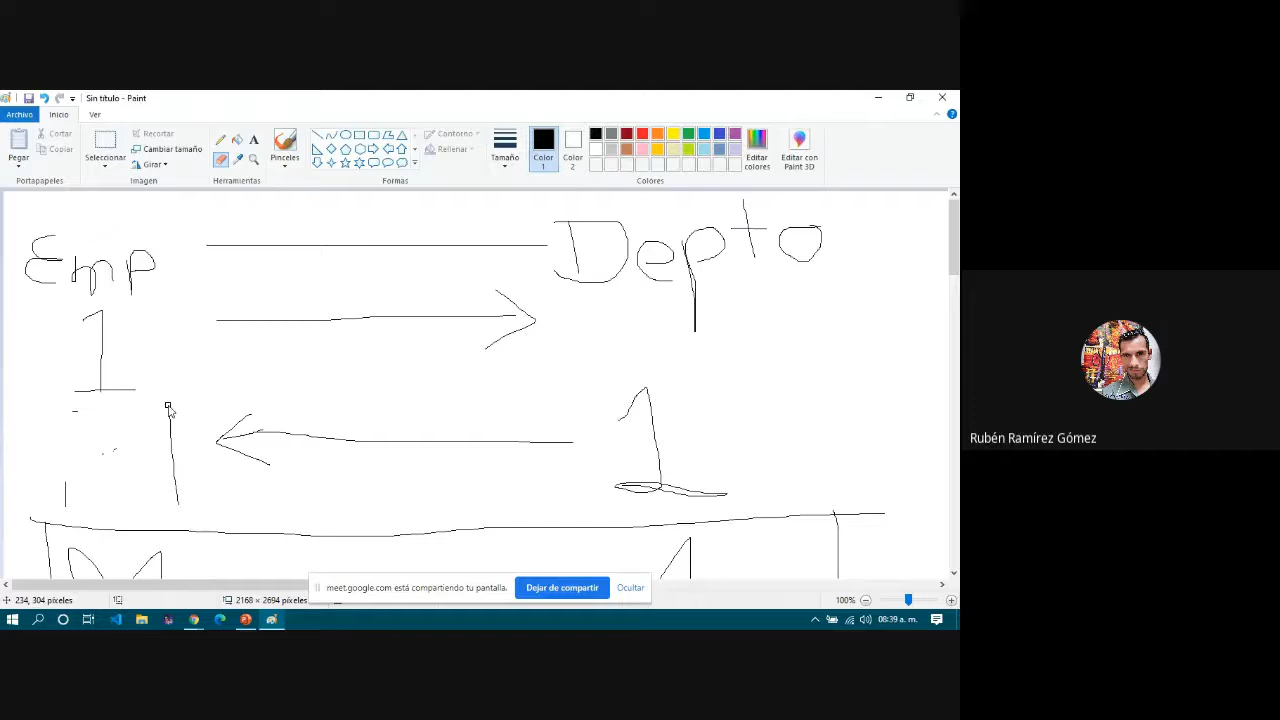 Sin título - Paint
Archivo Inicio Ver
Pegar
Cortar
Copiar
Portapapeles
Seleccionar
Recortar
Cambiar tamaño
Girar
Imagen
A
Herramientas
Pinceles
Contorno
Rellenar
Formas
Tamaño
Color 1
Color 2
Editar colores
Editar con Paint 3D
Colores
Emp Depto
1
1
M 1
Rubén Ramírez Gómez
meet.google.com está compartiendo tu pantalla. Dejar de compartir Ocultar
234, 304 píxeles 2168 × 2694 píxeles 100%
08:39 a. m.